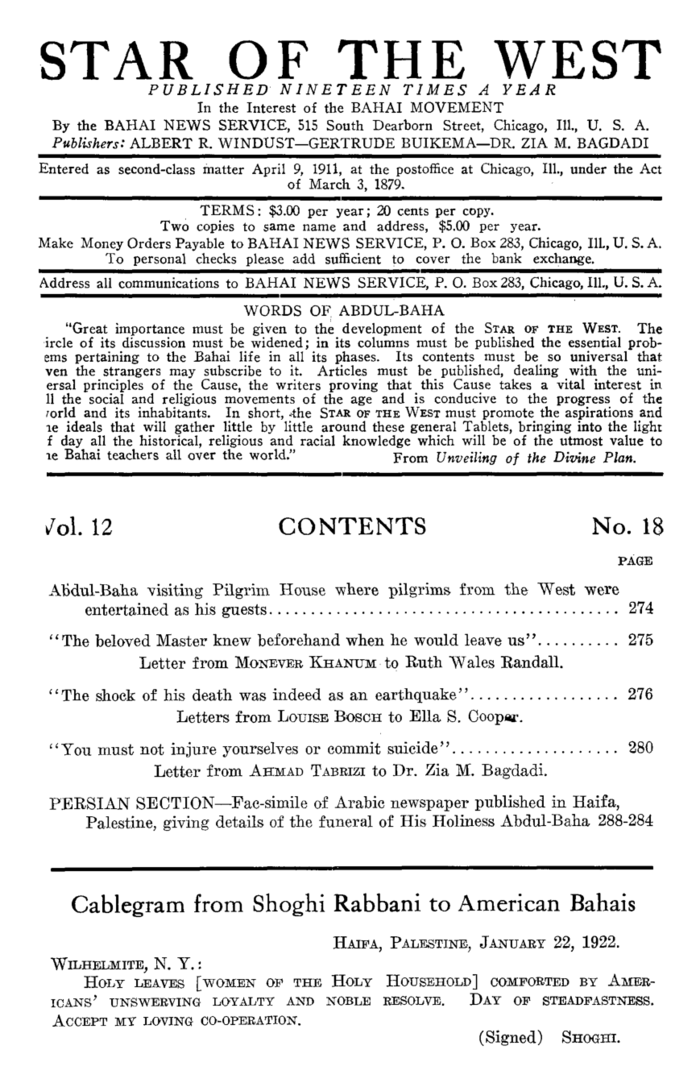 STAR OF THE WEST
PUBLISHED NINETEEN TIMES A YEAR
In the Interest of the BAHAI MOVEMENT
By the BAHAI NEWS SERVICE, 515 South Dearborn Street, Chicago, Ill., U. S. A.
Publishers: ALBERT R. WINDUST—GERTRUDE BUIKEMA—DR. ZIA M. BAGDADI
Entered as second-class matter April 9, 1911, at the postoffice at Chicago, Ill., under the Act
of March 3, 1879.
TERMS: $3.00 per year; 20 cents per copy.
Two copies to same name and address, $5.00 per year.
Make Money Orders Payable to BAHAI NEWS SERVICE, P. O. Box 283, Chicago, Ill., U. S. A.
To personal checks please add sufficient to cover the bank exchange.
Address all communications to BAHAI NEWS SERVICE, P. O. Box 283, Chicago, Ill., U. S. A.
WORDS OF ABDUL-BAHA
"Great importance must be given to the development of the STAR OF THE WEST. The
ircle of its discussion must be widened; in its columns must be published the essential prob-
ems pertaining to the Bahai life in all its phases. Its contents must be so universal that
ven the strangers may subscribe to it. Articles must be published, dealing with the uni-
ersal principles of the Cause, the writers proving that this Cause takes a vital interest in
ll the social and religious movements of the age and is conducive to the progress of the
orld and its inhabitants. In short, the STAR OF THE WEST must promote the aspirations and
ie ideals that will gather little by little around these general Tablets, bringing into the light
f day all the historical, religious and racial knowledge which will be of the utmost value to
ie Bahai teachers all over the world." From Unveiling of the Divine Plan.
Vol. 12 CONTENTS No. 18
PAGE
Abdul-Baha visiting Pilgrim House where pilgrims from the West were
entertained as his guests........................................ 274
"The beloved Master knew beforehand when he would leave us".......... 275
Letter from MONEVER KHANUM to Ruth Wales Randall.
"The shock of his death was indeed as an earthquake".................. 276
Letters from LOUISE BOSCH to Ella S. Cooper.
"You must not injure yourselves or commit suicide".................... 280
Letter from AHMAD TABRIZI to Dr. Zia M. Bagdadi.
PERSIAN SECTION—Fac-simile of Arabic newspaper published in Haifa,
Palestine, giving details of the funeral of His Holiness Abdul-Baha 288-284
Cablegram from Shoghi Rabbani to American Bahais
HAIFA, PALESTINE, JANUARY 22, 1922.
WILHELMITE, N. Y.:
HOLY LEAVES [WOMEN OF THE HOLY HOUSEHOLD] COMFORTED BY AMER-
ICANS' UNSWERVING LOYALTY AND NOBLE RESOLVE. DAY OF STEADFASTNESS.
ACCEPT MY LOVING CO-OPERATION.
(Signed) SHOGHI.